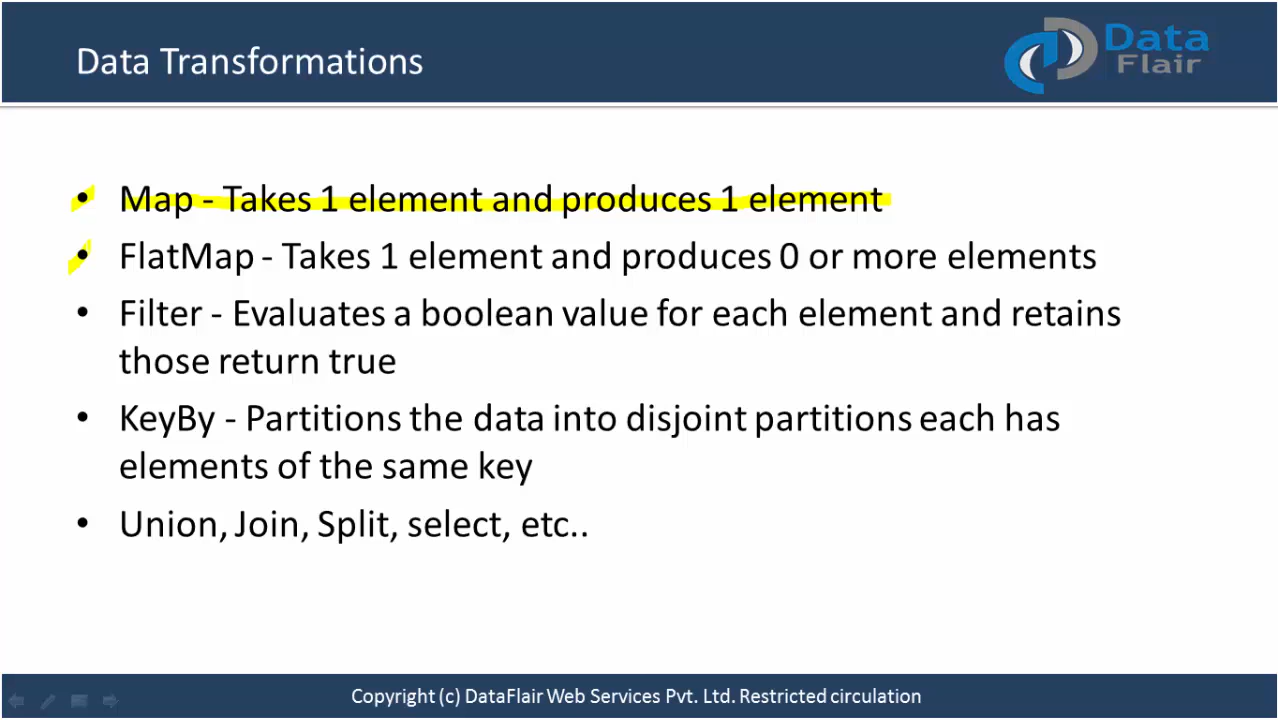 Data Transformations
Data
Flair
• Map - Takes 1 element and produces 1 element
• FlatMap - Takes 1 element and produces 0 or more elements
• Filter - Evaluates a boolean value for each element and retains
those return true
• KeyBy - Partitions the data into disjoint partitions each has
elements of the same key
• Union, Join, Split, select, etc..
Copyright (c) DataFlair Web Services Pvt. Ltd. Restricted circulation